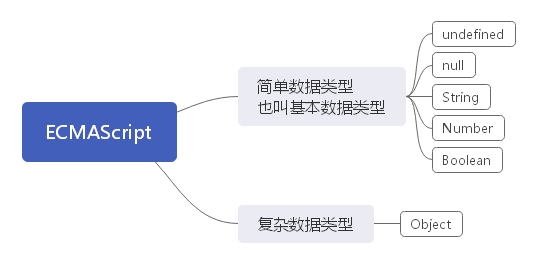 ECMAScript
简单数据类型
也叫基本数据类型
undefined
null
String
Number
Boolean
复杂数据类型
Object